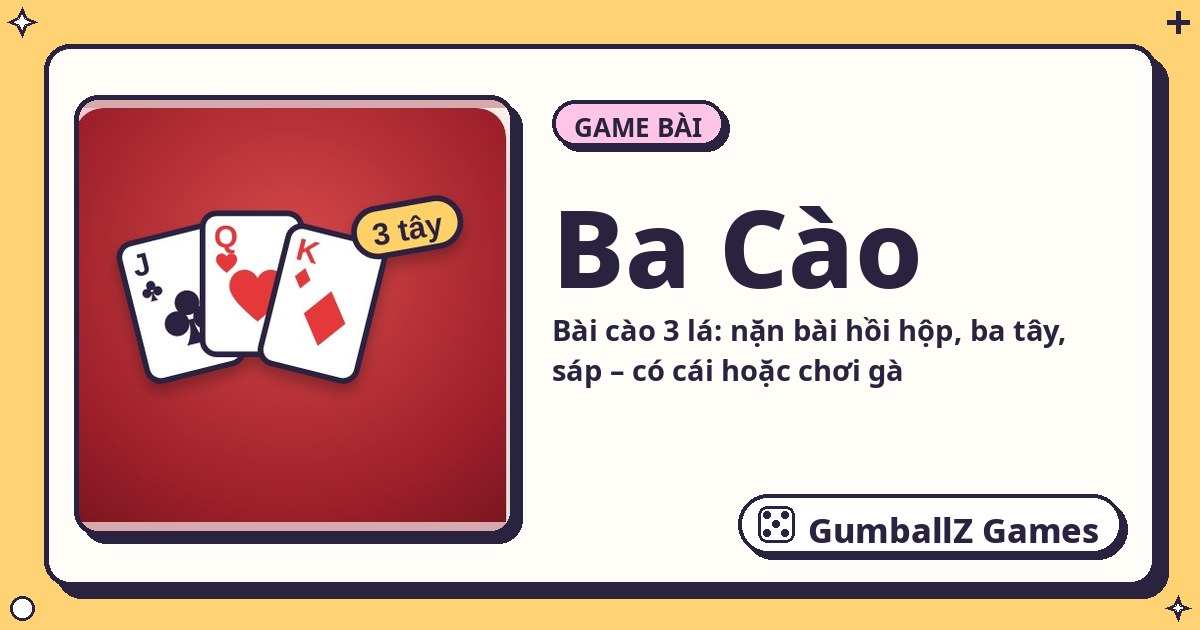 GAME BÀI
J
Q
K
3 tây
Ba Cào
Bài cào 3 lá: nặn bài hồi hộp, ba tây,
sáp – có cái hoặc chơi gà
GumballZ Games